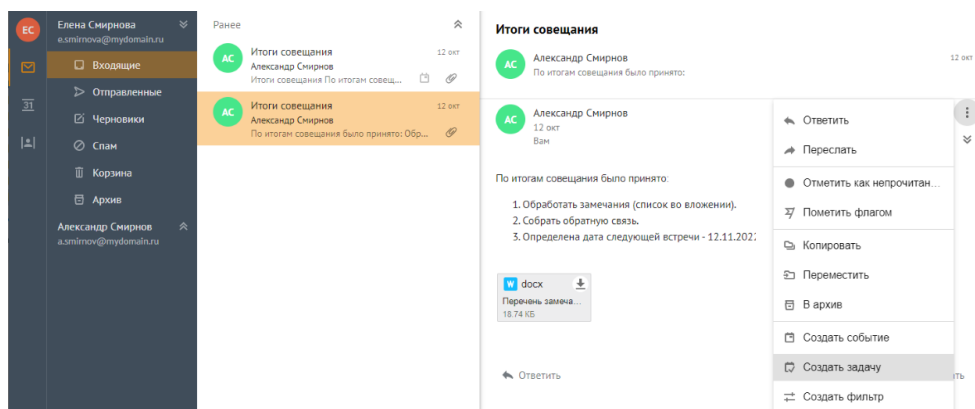 ЕС
Елена Смирнова
e.smirnova@mydomain.ru
Входящие
Отправленные
31
Черновики
Спам
Корзина
Архив
Александр Смирнов
a.smirnov@mydomain.ru
Ранее
АС
Итоги совещания
12 окт
Александр Смирнов
Итоги совещания По итогам совещ...
АС
Итоги совещания
12 окт
Александр Смирнов
По итогам совещания было принято: Обр...
Итоги совещания
АС
Александр Смирнов
12 окт
По итогам совещания было принято:
АС
Александр Смирнов
12 окт
Вам
По итогам совещания было принято:
1. Обработать замечания (список во вложении).
2. Собрать обратную связь.
3. Определена дата следующей встречи - 12.11.202
W docx
Перечень замеча...
18.74 КБ
Ответить
Ответить
Переслать
Отметить как непрочитан...
Пометить флагом
Копировать
Переместить
В архив
Создать событие
Создать задачу
Создать фильтр